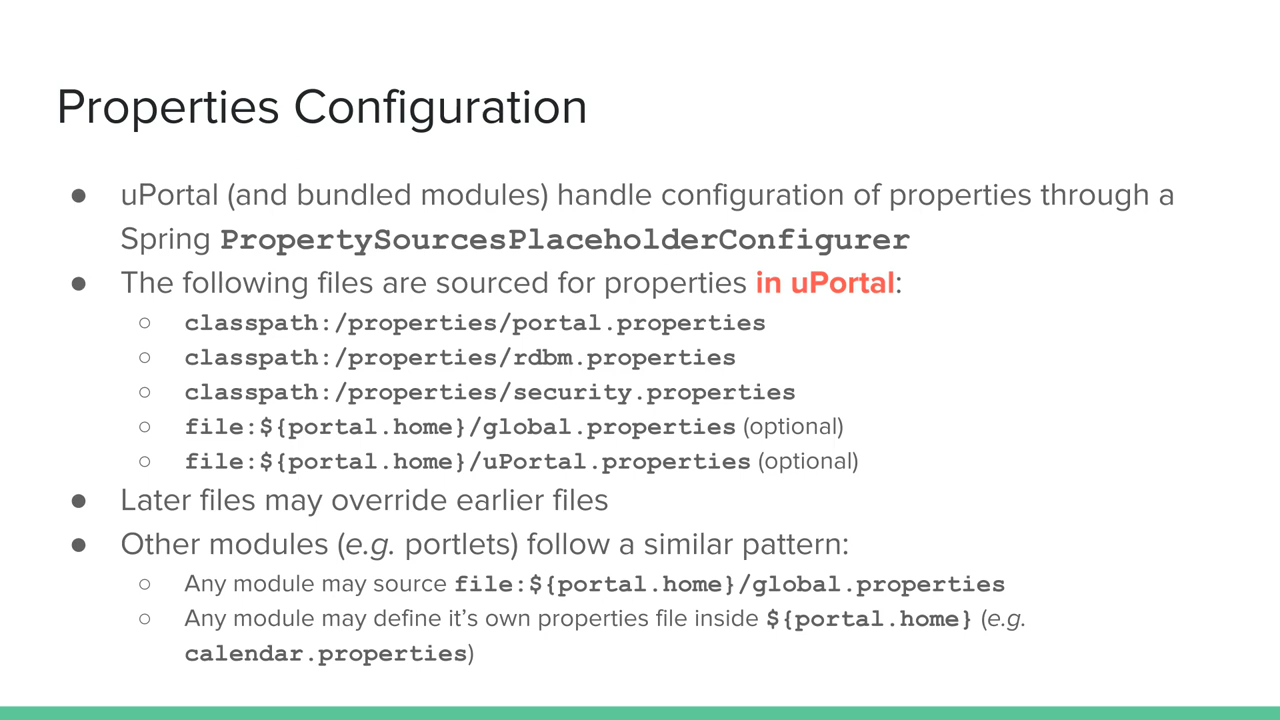 Properties Configuration
● uPortal (and bundled modules) handle configuration of properties through a
Spring PropertySourcesPlaceholderConfigurer
● The following files are sourced for properties in uPortal:
○ classpath:/properties/portal.properties
○ classpath:/properties/rdbm.properties
○ classpath:/properties/security.properties
○ file:${portal.home}/global.properties (optional)
○ file:${portal.home}/uPortal.properties (optional)
● Later files may override earlier files
● Other modules (e.g. portlets) follow a similar pattern:
○ Any module may source file:${portal.home}/global.properties
○ Any module may define it’s own properties file inside ${portal.home} (e.g.
calendar.properties)